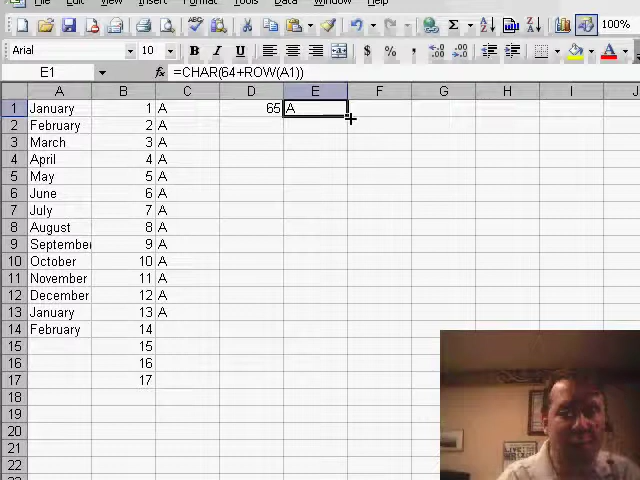 File Edit View Insert Format Tools Data Window Help
Σ 100%
Arial 10 B I U $ %
E1 fx =CHAR(64+ROW(A1))
A B C D E F G H I J
1 January 1 A 65 A
2 February 2 A
3 March 3 A
4 April 4 A
5 May 5 A
6 June 6 A
7 July 7 A
8 August 8 A
9 September 9 A
10 October 10 A
11 November 11 A
12 December 12 A
13 January 13 A
14 February 14
15 15
16 16
17 17
18
19
20
21
22